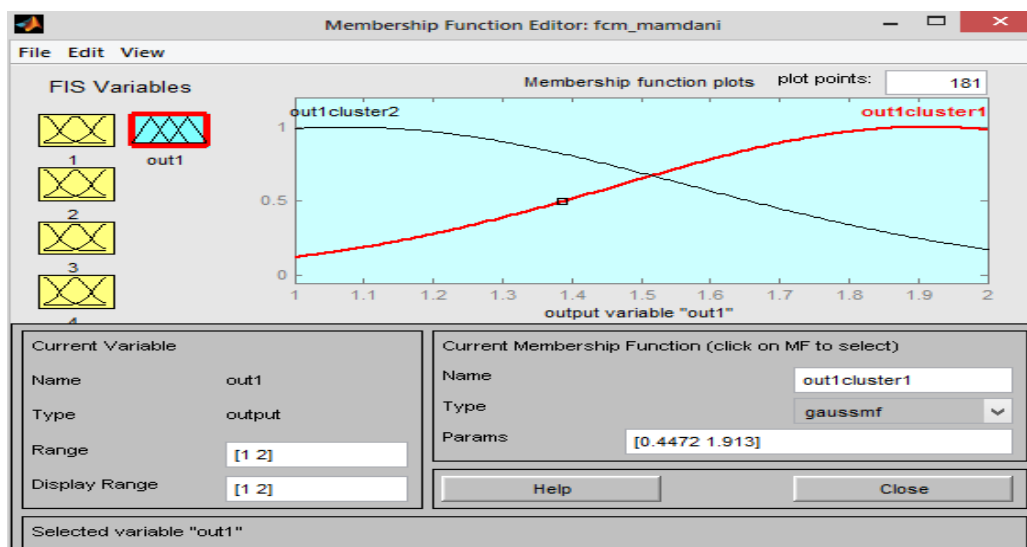 Membership Function Editor: fcm_mamdani
File Edit View
FIS Variables
Membership function plots plot points: 181
1
out1
2
3
4
out1cluster2
out1cluster1
1
0.5
0
1 1.1 1.2 1.3 1.4 1.5 1.6 1.7 1.8 1.9 2
output variable "out1"
Current Variable
Name out1
Type output
Range [1 2]
Display Range [1 2]
Current Membership Function (click on MF to select)
Name out1cluster1
Type gaussmf
Params [0.4472 1.913]
Help Close
Selected variable "out1"